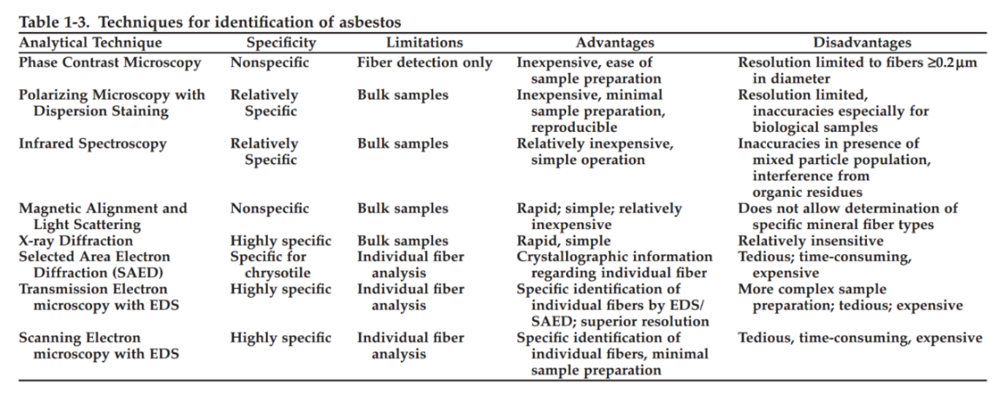 Table 1-3. Techniques for identification of asbestos
Analytical Technique Specificity Limitations Advantages Disadvantages
Phase Contrast Microscopy Nonspecific Fiber detection only Inexpensive, ease of Resolution limited to fibers ≥0.2 μm
sample preparation in diameter
Polarizing Microscopy with Relatively Bulk samples Inexpensive, minimal Resolution limited,
Dispersion Staining Specific sample preparation, inaccuracies especially for
reproducible biological samples
Infrared Spectroscopy Relatively Bulk samples Relatively inexpensive, Inaccuracies in presence of
Specific simple operation mixed particle population,
interference from
organic residues
Magnetic Alignment and Nonspecific Bulk samples Rapid; simple; relatively Does not allow determination of
Light Scattering inexpensive specific mineral fiber types
X-ray Diffraction Highly specific Bulk samples Rapid, simple Relatively insensitive
Selected Area Electron Specific for Individual fiber Crystallographic information Tedious; time-consuming,
Diffraction (SAED) chrysotile analysis regarding individual fiber expensive
Transmission Electron Highly specific Individual fiber Specific identification of More complex sample
microscopy with EDS analysis individual fibers by EDS/ preparation; tedious; expensive
SAED; superior resolution
Scanning Electron Highly specific Individual fiber Specific identification of Tedious, time-consuming, expensive
microscopy with EDS analysis individual fibers, minimal
sample preparation